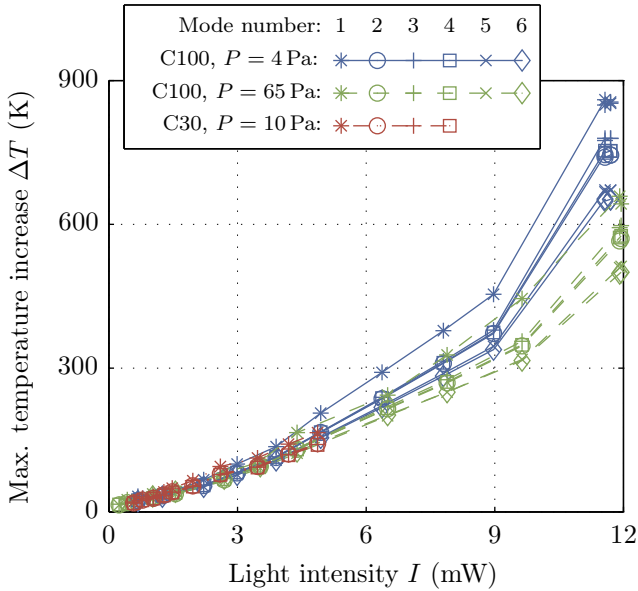 Mode number: 1 2 3 4 5 6
C100, P = 4 Pa:
C100, P = 65 Pa:
C30, P = 10 Pa:
Max. temperature increase ΔT (K)
900
600
300
0
0 3 6 9 12
Light intensity I (mW)